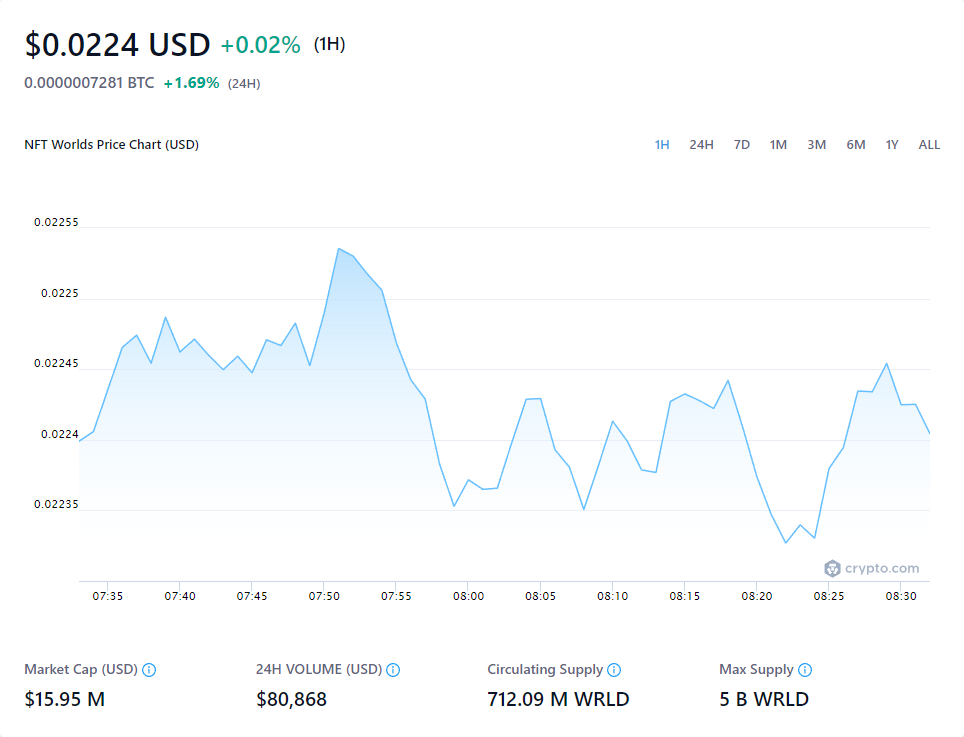 $0.0224 USD +0.02% (1H)
0.0000007281 BTC +1.69% (24H)
NFT Worlds Price Chart (USD) 1H 24H 7D 1M 3M 6M 1Y ALL
0.02255
0.0225
0.02245
0.0224
0.02235
crypto.com
07:35 07:40 07:45 07:50 07:55 08:00 08:05 08:10 08:15 08:20 08:25 08:30
Market Cap (USD) 24H VOLUME (USD) Circulating Supply Max Supply
$15.95 M $80,868 712.09 M WRLD 5 B WRLD